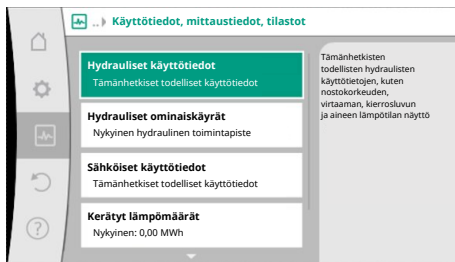 ..▸ Käyttötiedot, mittaustiedot, tilastot
Hydrauliset käyttötiedot
Tämänhetkiset todelliset käyttötiedot
Hydrauliset ominaiskäyrät
Nykyinen hydraulinen toimintapiste
Sähköiset käyttötiedot
Tämänhetkiset todelliset käyttötiedot
Kerätyt lämpömäärät
Nykyinen: 0,00 MWh
Tämänhetkisten
todellisten hydraulisten
käyttötietojen, kuten
nostokorkeuden,
virtaaman, kierrosluvun
ja aineen lämpötilan näyttö